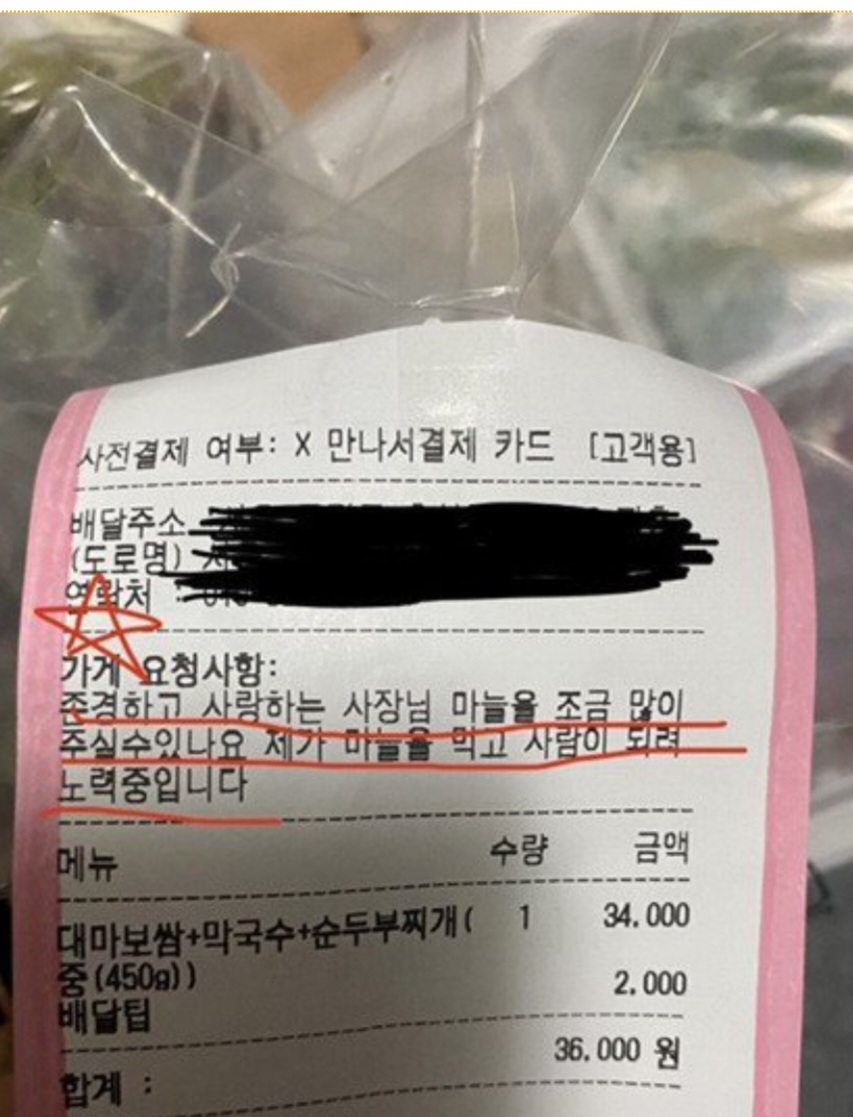 사전결제 여부: X 만나서결제 카드 [고객용]
배달주소 :
(도로명)
연락처 :
가게 요청사항:
존경하고 사랑하는 사장님 마늘을 조금 많이
주실수있나요 제가 마늘을 먹고 사람이 되려
노력중입니다
메뉴 수량 금액
대마보쌈+막국수+순두부찌개( 1 34.000
중(450g))
배달팁 2.000
합계 : 36.000 원